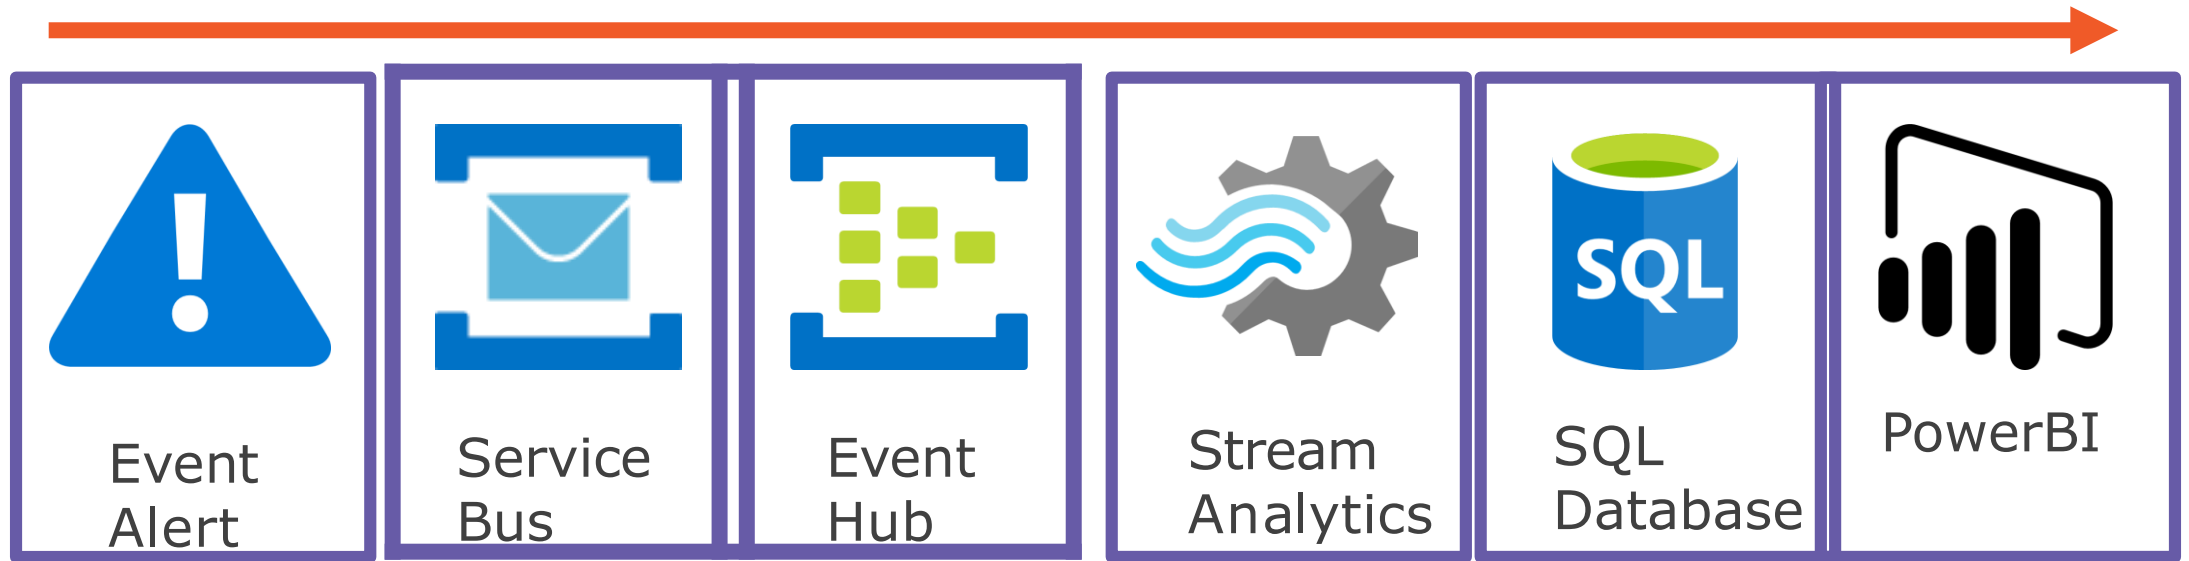 Event
Alert
Service
Bus
Event
Hub
Stream
Analytics
SQL
SQL
Database
PowerBI